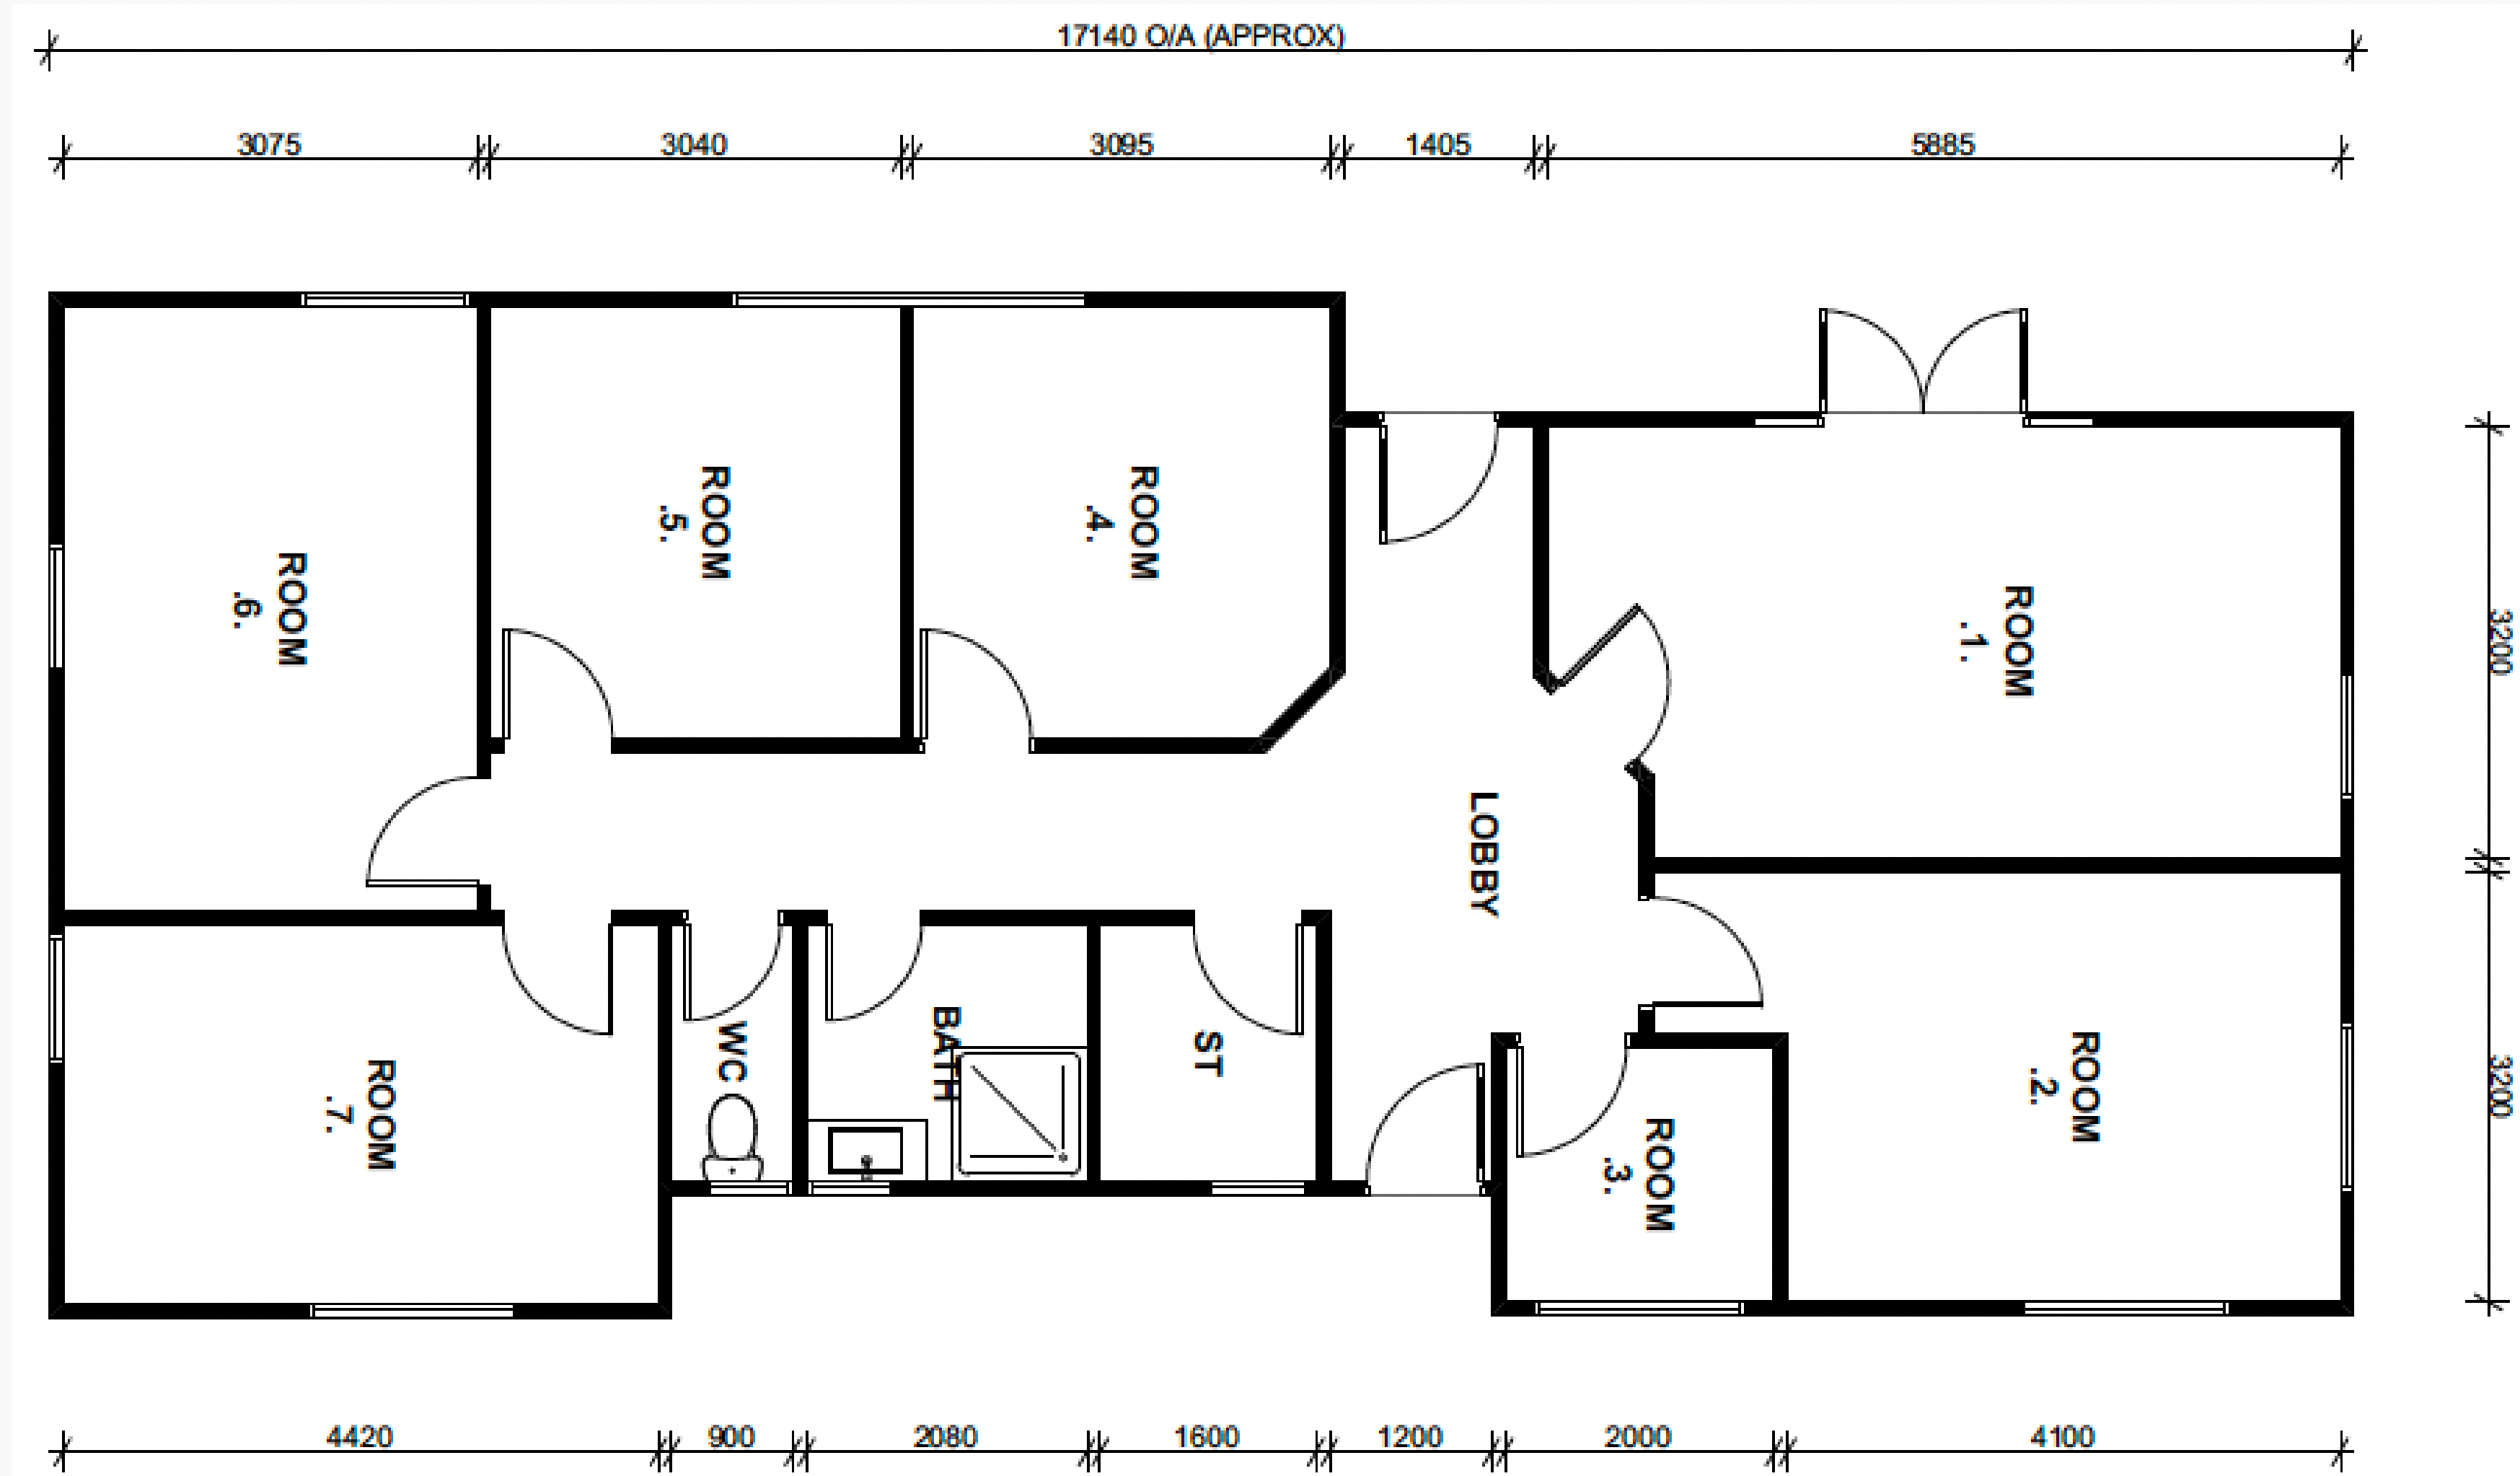 17140 O/A (APPROX)
3075
3040
3095
1405
5885
ROOM
.6.
ROOM
.5.
ROOM
.4.
ROOM
.1.
3200
LOBBY
ROOM
.7.
WC
BATH
ST
ROOM
.3.
ROOM
.2.
3200
4420
900
2080
1600
1200
2000
4100